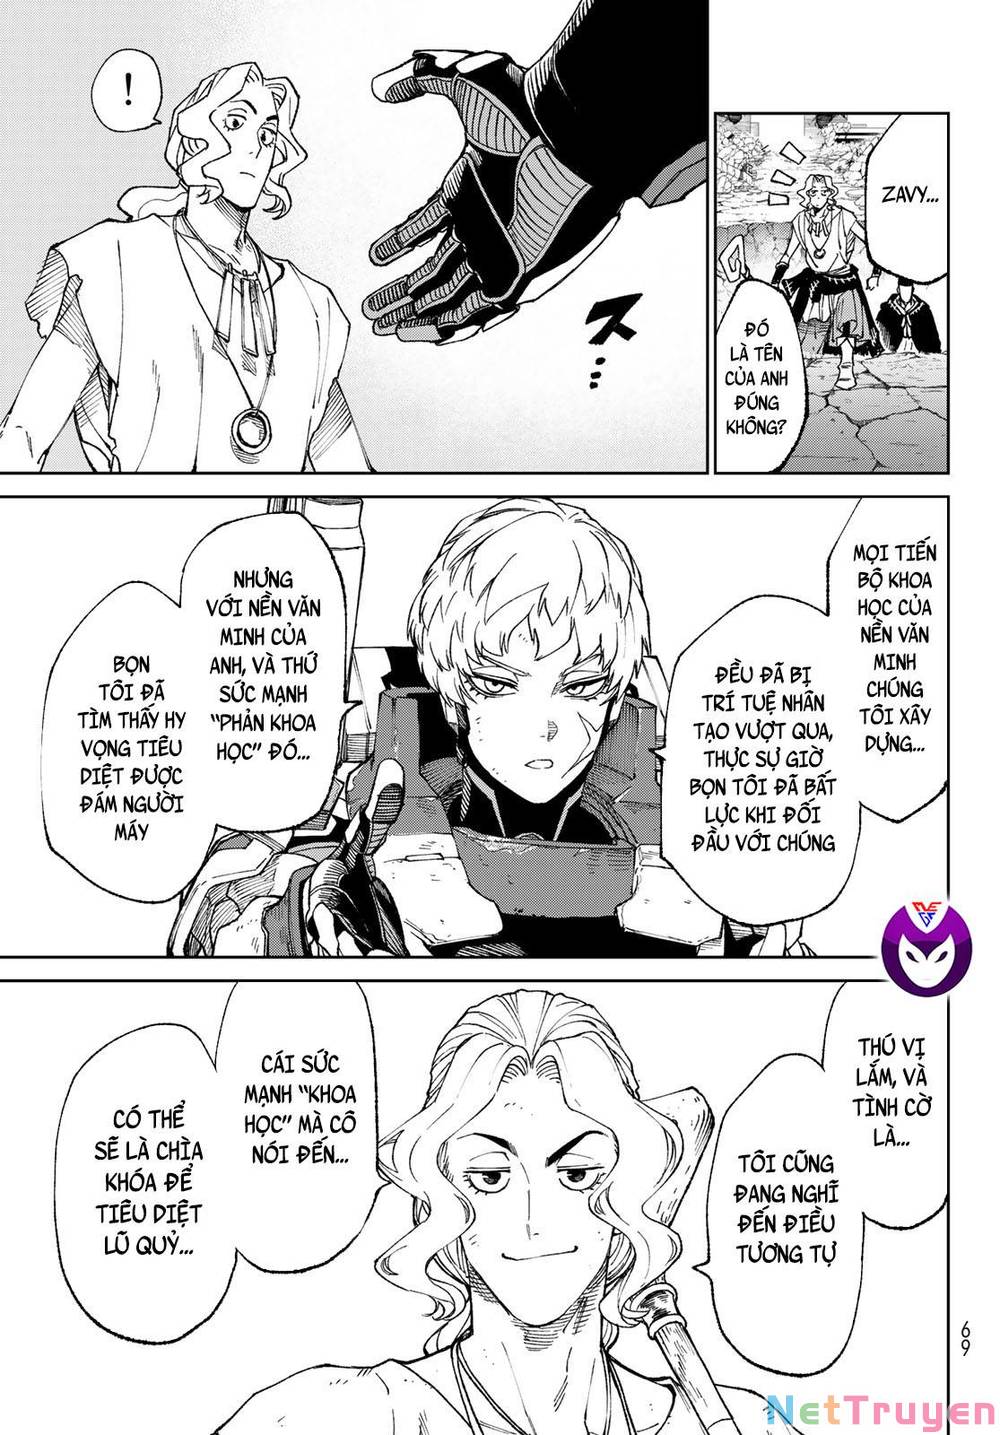 ZAVY...
ĐÓ
LÀ TÊN
CỦA ANH
ĐÚNG
KHÔNG?
!
ス...
MỌI TIẾN
BỘ KHOA
HỌC CỦA
NỀN VĂN
MINH
CHÚNG
TÔI XÂY
DỰNG...
ĐỀU ĐÃ BỊ
TRÍ TUỆ NHÂN
TẠO VƯỢT QUA,
THỰC SỰ GIỜ
BỌN TÔI ĐÃ BẤT
LỰC KHI ĐỐI
ĐẦU VỚI CHÚNG
NHƯNG
VỚI NỀN VĂN
MINH CỦA
ANH, VÀ THỨ
SỨC MẠNH
“PHẢN KHOA
HỌC” ĐÓ...
BỌN
TÔI ĐÃ
TÌM THẤY HY
VỌNG TIÊU
DIỆT ĐƯỢC
ĐÁM NGƯỜI
MÁY
THÚ VỊ
LẮM, VÀ
TÌNH CỜ
LÀ...
TÔI CŨNG
ĐANG NGHĨ
ĐẾN ĐIỀU
TƯƠNG TỰ
CÁI SỨC
MẠNH “KHOA
HỌC” MÀ CÔ
NÓI ĐẾN...
CÓ THỂ
SẼ LÀ CHÌA
KHÓA ĐỂ
TIÊU DIỆT
LŨ QUỶ...
69
NetTruyen